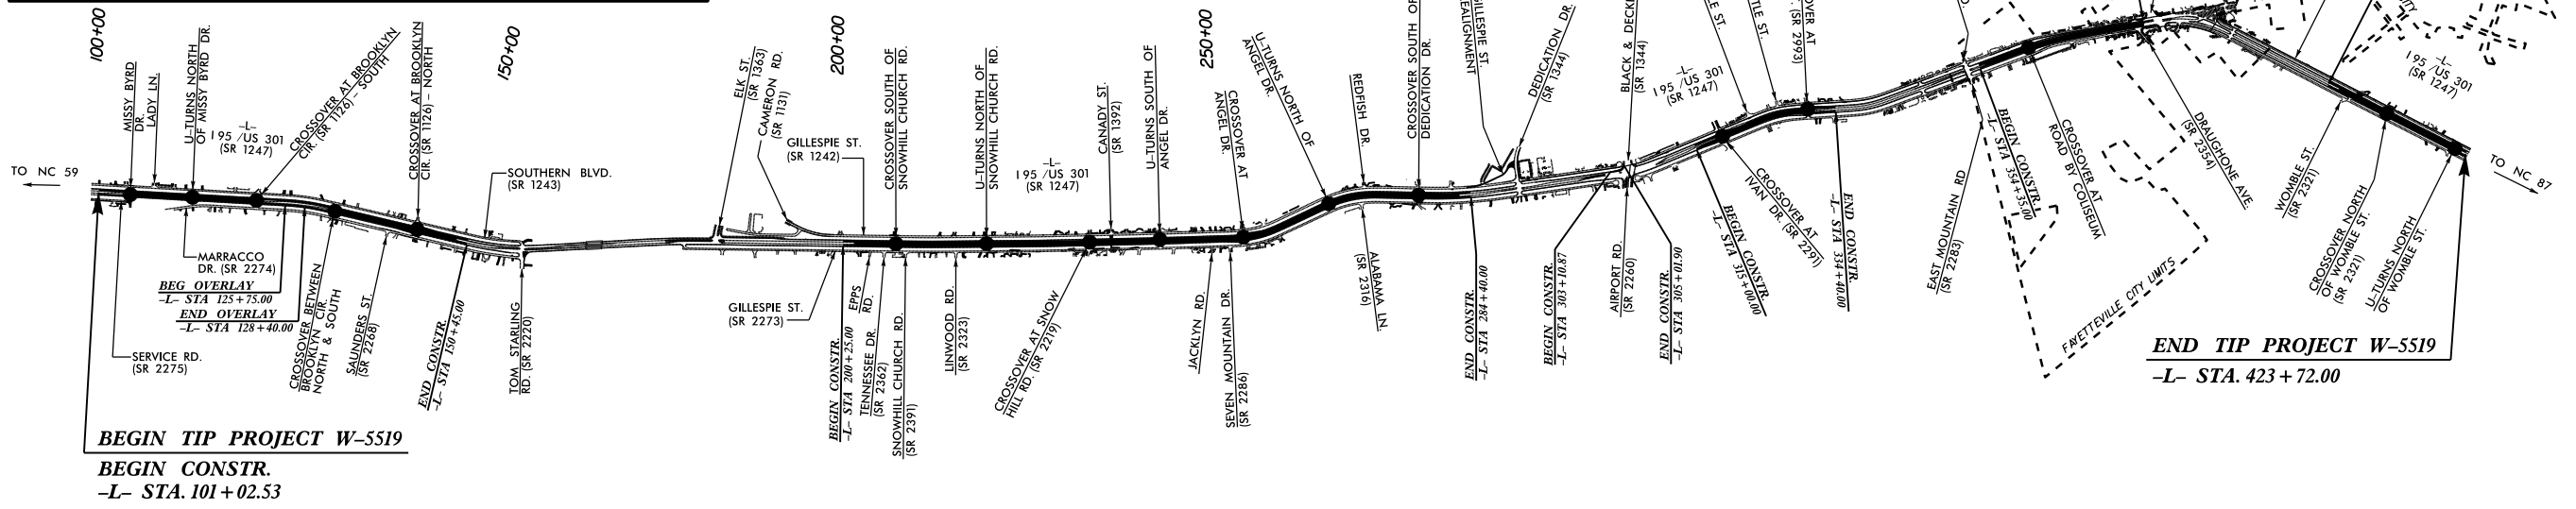 100+00
150+00
200+00
250+00
TO NC 59
MISSY BYRD
DR.
LADY LN.
U-TURNS NORTH
OF MISSY BYRD DR.
-L-
I 95 /US 301
(SR 1247)
CROSSOVER AT BROOKLYN
CIR. (SR 1126) - SOUTH
CROSSOVER AT BROOKLYN
CIR. (SR 1126) - NORTH
SOUTHERN BLVD.
(SR 1243)
ELK ST.
(SR 1363)
CAMERON RD.
(SR 1131)
GILLESPIE ST.
(SR 1242)
CROSSOVER SOUTH OF
SNOWHILL CHURCH RD.
U-TURNS NORTH OF
SNOWHILL CHURCH RD.
-L-
I 95 /US 301
(SR 1247)
CANADY ST.
(SR 1392)
U-TURNS SOUTH OF
ANGEL DR.
CROSSOVER AT
ANGEL DR.
U-TURNS NORTH OF
ANGEL DR.
REDFISH DR.
CROSSOVER SOUTH OF
DEDICATION DR.
GILLESPIE ST.
REALIGNMENT
DEDICATION DR.
(SR 1344)
BLACK & DECK
(SR 1344)
-L-
I 95 /US 301
(SR 1247)
LE ST.
TLE ST.
OVER AT
(SR 2993)
-L-
I 95 /US 301
(SR 1247)
TO NC 87
SERVICE RD.
(SR 2275)
MARRACCO
DR. (SR 2274)
BEG OVERLAY
-L- STA 125+75.00
END OVERLAY
-L- STA 128+40.00
CROSSOVER BETWEEN
BROOKLYN CIR.
NORTH & SOUTH
SAUNDERS ST.
(SR 2268)
END CONSTR.
-L- STA 150+45.00
TOM STARLING
RD. (SR 2220)
GILLESPIE ST.
(SR 2273)
BEGIN CONSTR.
-L- STA 200+25.00
EPPS
RD.
TENNESSEE DR.
(SR 2362)
SNOWHILL CHURCH RD.
(SR 2391)
LINWOOD RD.
(SR 2323)
CROSSOVER AT SNOW
HILL RD. (SR 2219)
JACKLYN RD.
SEVEN MOUNTAIN DR.
(SR 2286)
ALABAMA LN.
(SR 2316)
END CONSTR.
-L- STA 284+40.00
BEGIN CONSTR.
-L- STA 303+10.87
AIRPORT RD.
(SR 2260)
END CONSTR.
-L- STA 305+01.90
BEGIN CONSTR.
-L- STA 315+00.00
CROSSOVER AT
IVAN DR. (SR 2291)
END CONSTR.
-L- STA 334+40.00
EAST MOUNTAIN RD
(SR 2283)
BEGIN CONSTR.
-L- STA 354+35.00
CROSSOVER AT
ROAD BY COLISEUM
DRAUGHONE AVE.
(SR 2354)
FAYETTEVILLE CITY LIMITS
WOMBLE ST.
(SR 2321)
CROSSOVER NORTH
OF WOMBLE ST.
(SR 2321)
U-TURNS NORTH
OF WOMBLE ST.
BEGIN TIP PROJECT W-5519
BEGIN CONSTR.
-L- STA. 101+02.53
END TIP PROJECT W-5519
-L- STA. 423+72.00